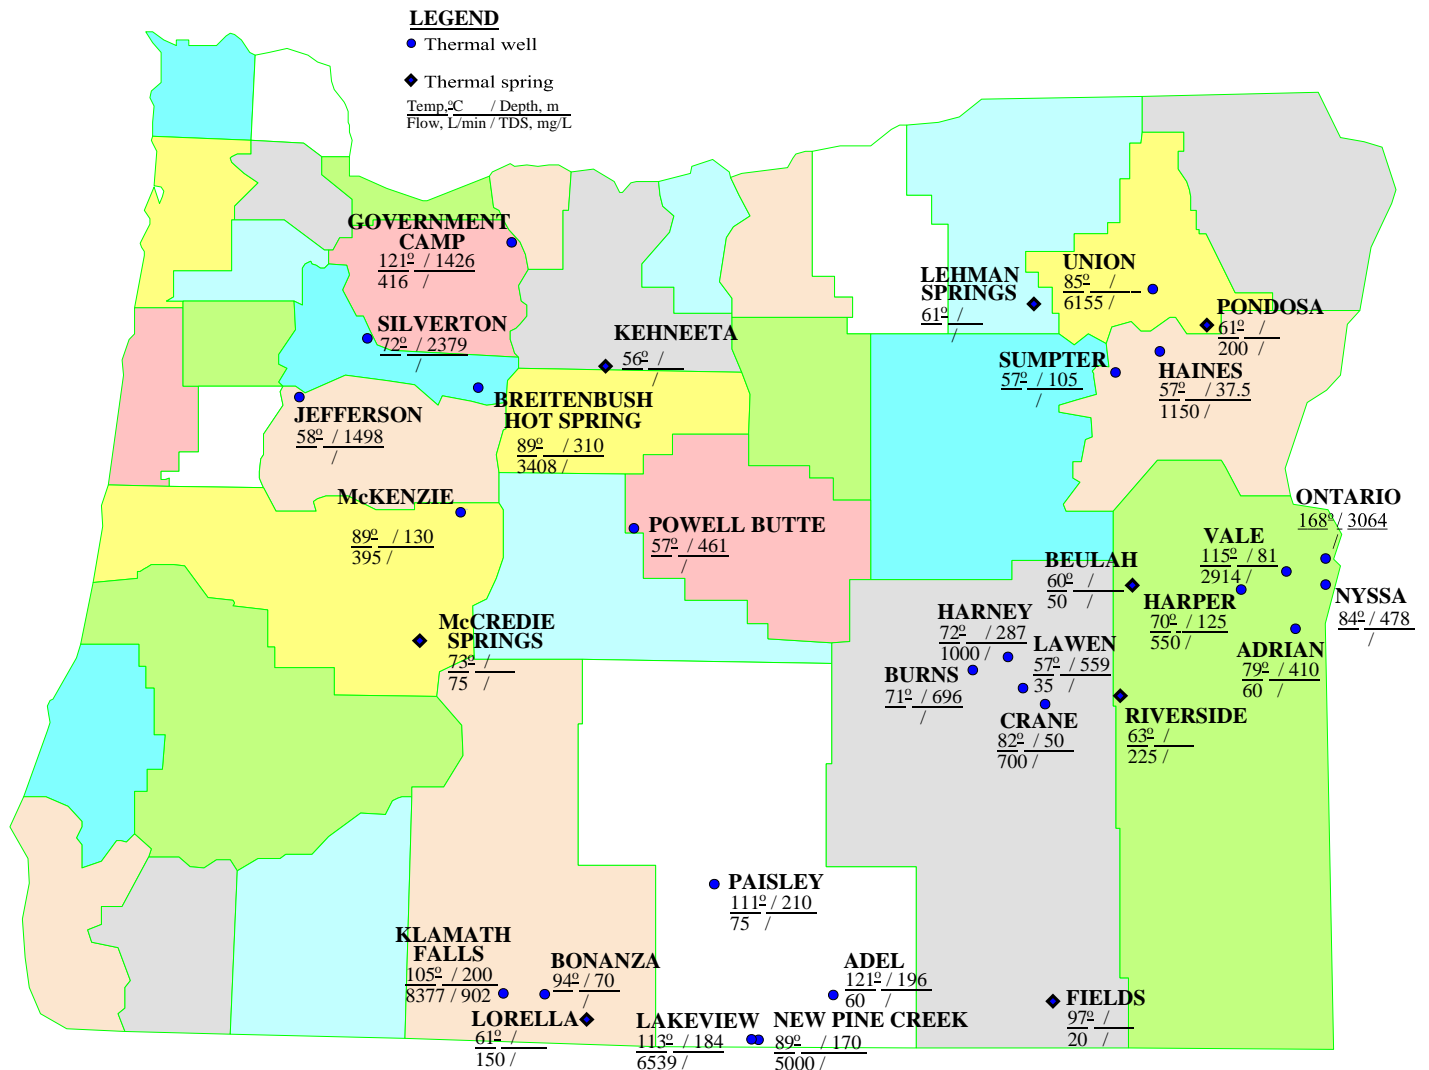 LEGEND
Thermal well
Thermal spring
Temp,ºC / Depth, m
Flow, L/min / TDS, mg/L
GOVERNMENT
CAMP
121º / 1426
416 /
SILVERTON
72º / 2379
/
KEHNEETA
56º /
/
LEHMAN
SPRINGS
61º /
/
UNION
85º /
6155 /
PONDOSA
61º /
200 /
SUMPTER
57º / 105
/
HAINES
57º / 37.5
1150 /
JEFFERSON
58º / 1498
/
BREITENBUSH
HOT SPRING
89º / 310
3408 /
McKENZIE
89º / 130
395 /
POWELL BUTTE
57º / 461
/
ONTARIO
168º / 3064
/
VALE
115º / 81
2914 /
BEULAH
60º /
50 /
HARPER
70º / 125
550 /
NYSSA
84º / 478
/
HARNEY
72º / 287
1000 /
LAWEN
57º / 559
35 /
ADRIAN
79º / 410
60 /
McCREDIE
SPRINGS
73º /
75 /
BURNS
71º / 696
/
CRANE
82º / 50
700 /
RIVERSIDE
63º /
225 /
PAISLEY
111º / 210
75 /
KLAMATH
FALLS
105º / 200
8377 / 902
BONANZA
94º / 70
/
ADEL
121º / 196
60 /
FIELDS
97º /
20 /
LORELLA
61º /
150 /
LAKEVIEW
113º / 184
6539 /
NEW PINE CREEK
89º / 170
5000 /